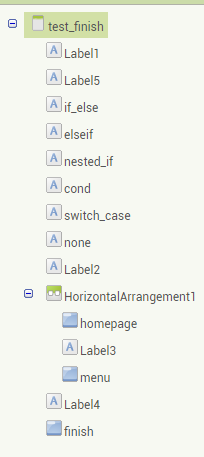 test_finish
Label1
Label5
if_else
elseif
nested_if
cond
switch_case
none
Label2
HorizontalArrangement1
homepage
Label3
menu
Label4
finish